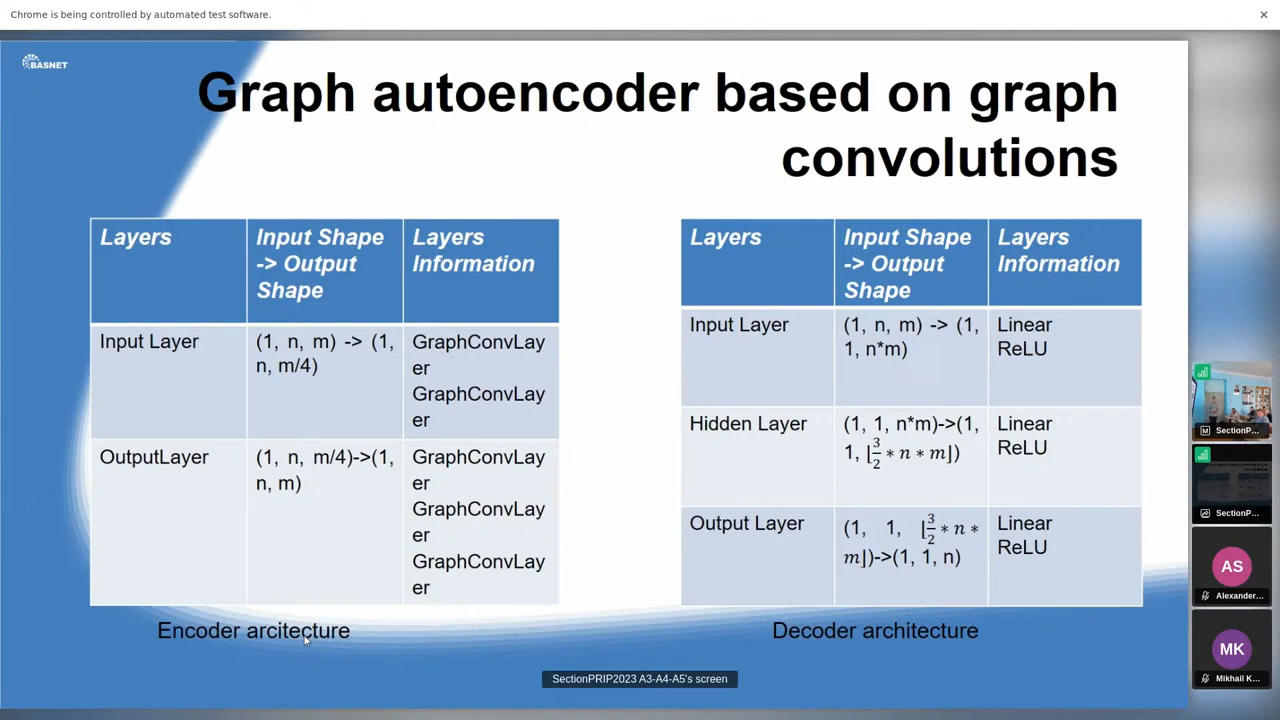 Chrome is being controlled by automated test software.
BASNET
Graph autoencoder based on graph
convolutions
Layers
Input Shape
-> Output
Shape
Layers
Information
Input Layer
(1, n, m) -> (1,
n, m/4)
GraphConvLay
er
GraphConvLay
er
OutputLayer
(1, n, m/4)->(1,
n, m)
GraphConvLay
er
GraphConvLay
er
GraphConvLay
er
Encoder arcitecture
Layers
Input Shape
-> Output
Shape
Layers
Information
Input Layer
(1, n, m) -> (1,
1, n*m)
Linear
ReLU
Hidden Layer
(1, 1, n*m)->(1,
1, ⌊3/2 * n * m⌋)
Linear
ReLU
Output Layer
(1, 1, ⌊3/2 * n *
m⌋)->(1, 1, n)
Linear
ReLU
Decoder architecture
SectionPRIP2023 A3-A4-A5's screen
M SectionP...
SectionP...
AS
Alexander...
MK
Mikhail K...